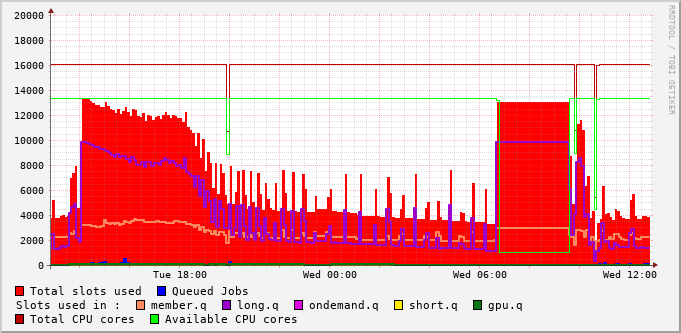 20000
18000
16000
14000
12000
10000
8000
6000
4000
2000
0
Tue 18:00 Wed 00:00 Wed 06:00 Wed 12:00
RRDTOOL / TOBI OETIKER
Total slots used Queued Jobs
Slots used in : member.q long.q ondemand.q short.q gpu.q
Total CPU cores Available CPU cores